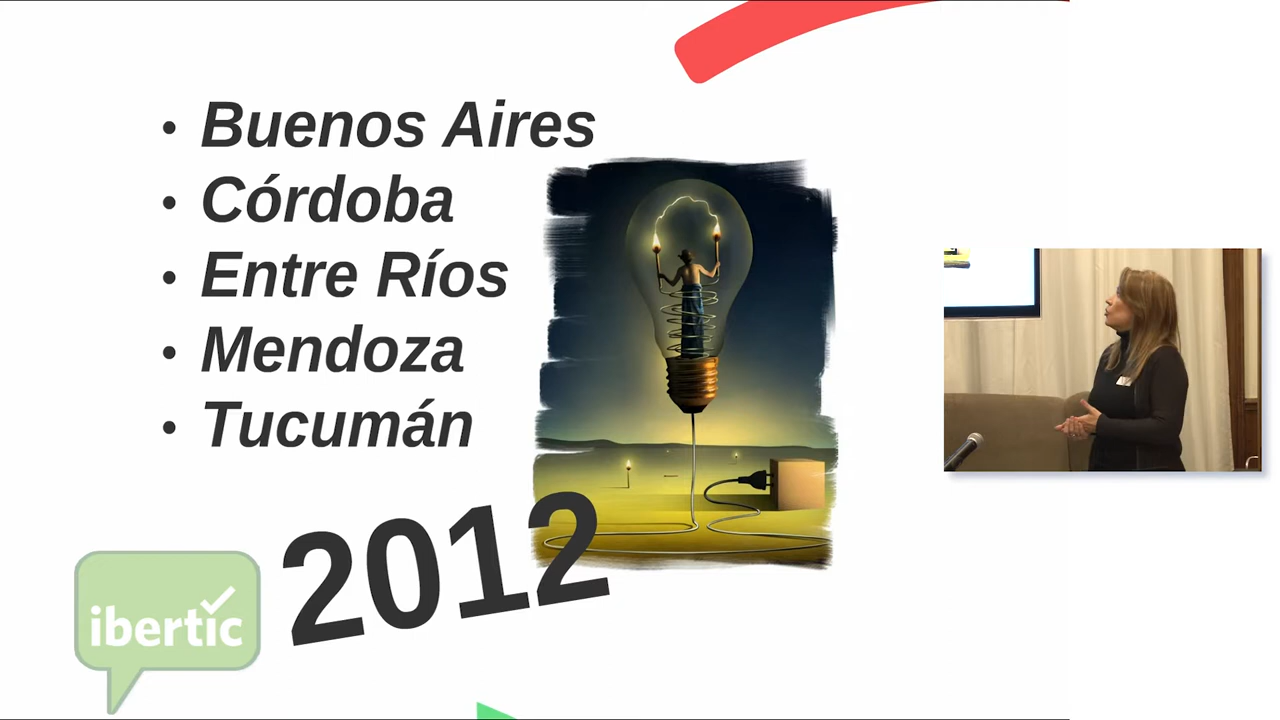 • Buenos Aires
• Córdoba
• Entre Ríos
• Mendoza
• Tucumán
2012
ibertic